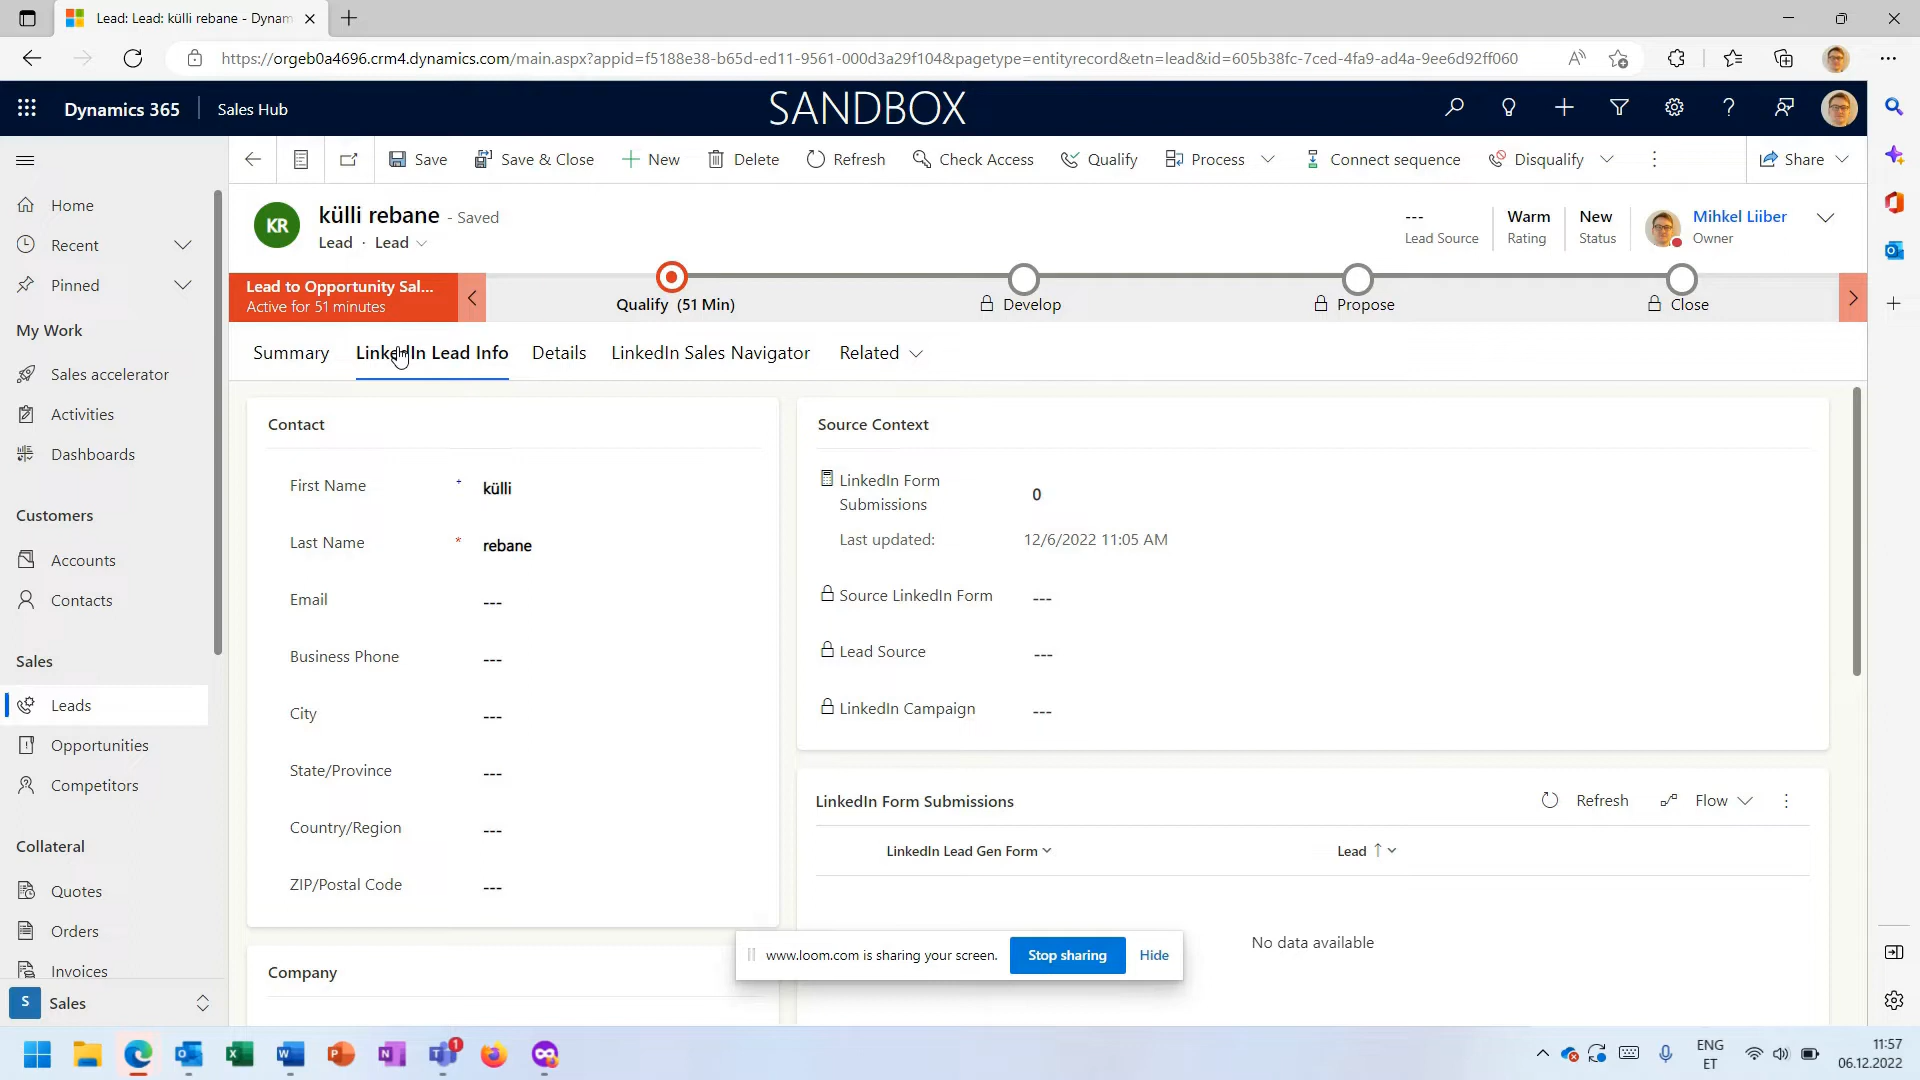 Lead: Lead: külli rebane - Dynam
https://orgeb0a4696.crm4.dynamics.com/main.aspx?appid=f5188e38-b65d-ed11-9561-000d3a29f104&pagetype=entityrecord&etn=lead&id=605b38fc-7ced-4fa9-ad4a-9ee6d92ff060
Dynamics 365
Sales Hub
SANDBOX
Save
Save & Close
New
Delete
Refresh
Check Access
Qualify
Process
Connect sequence
Disqualify
Share
Home
Recent
Pinned
My Work
Sales accelerator
Activities
Dashboards
Customers
Accounts
Contacts
Sales
Leads
Opportunities
Competitors
Collateral
Quotes
Orders
Invoices
S Sales
KR
külli rebane - Saved
Lead · Lead
---
Lead Source
Warm
Rating
New
Status
Mihkel Liiber
Owner
Lead to Opportunity Sal...
Active for 51 minutes
Qualify (51 Min)
Develop
Propose
Close
Summary
LinkedIn Lead Info
Details
LinkedIn Sales Navigator
Related
Contact
First Name + külli
Last Name * rebane
Email ---
Business Phone ---
City ---
State/Province ---
Country/Region ---
ZIP/Postal Code ---
Company
Source Context
LinkedIn Form
Submissions
0
Last updated: 12/6/2022 11:05 AM
Source LinkedIn Form ---
Lead Source ---
LinkedIn Campaign ---
LinkedIn Form Submissions
Refresh
Flow
LinkedIn Lead Gen Form
Lead ↑
No data available
www.loom.com is sharing your screen.
Stop sharing
Hide
1
ENG
ET
11:57
06.12.2022